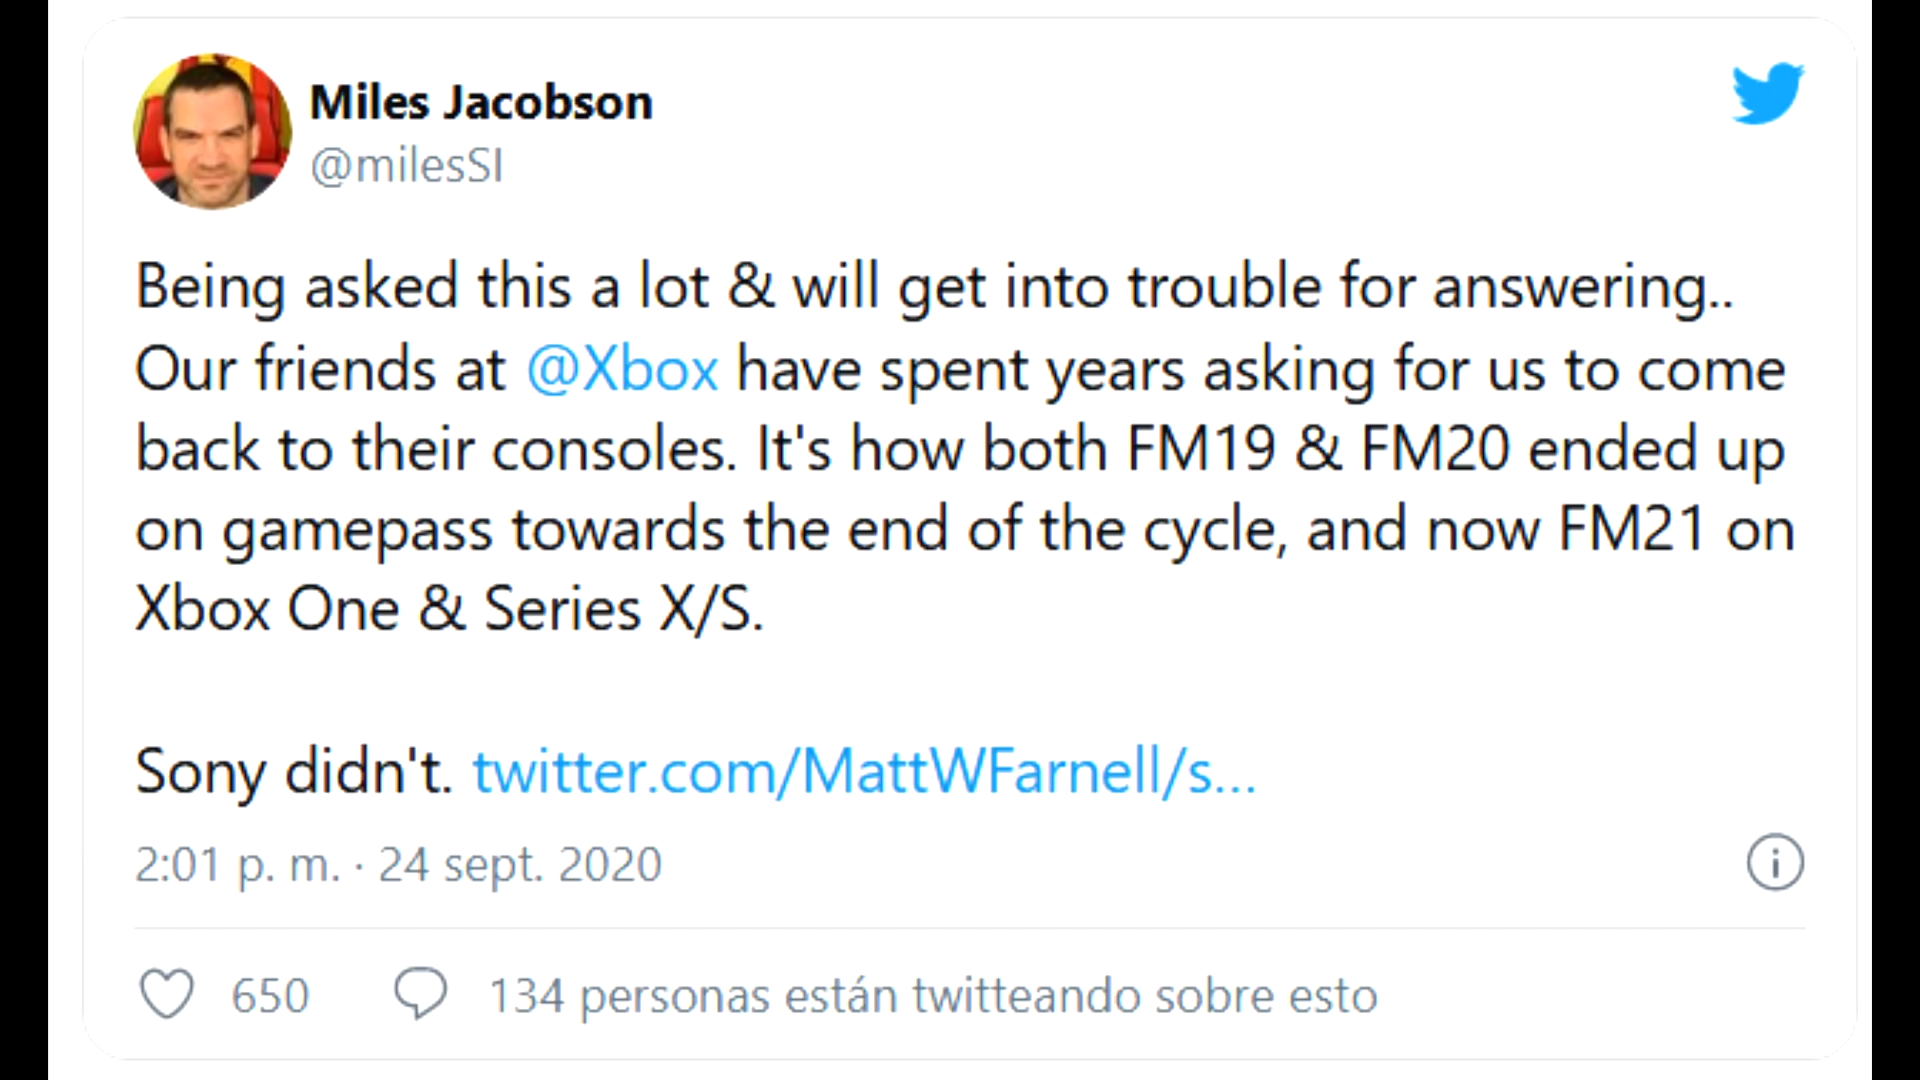 Miles Jacobson
@milesSI
Being asked this a lot & will get into trouble for answering..
Our friends at @Xbox have spent years asking for us to come
back to their consoles. It's how both FM19 & FM20 ended up
on gamepass towards the end of the cycle, and now FM21 on
Xbox One & Series X/S.
Sony didn't. twitter.com/MattWFarnell/s...
2:01 p. m. · 24 sept. 2020
650 134 personas están twitteando sobre esto